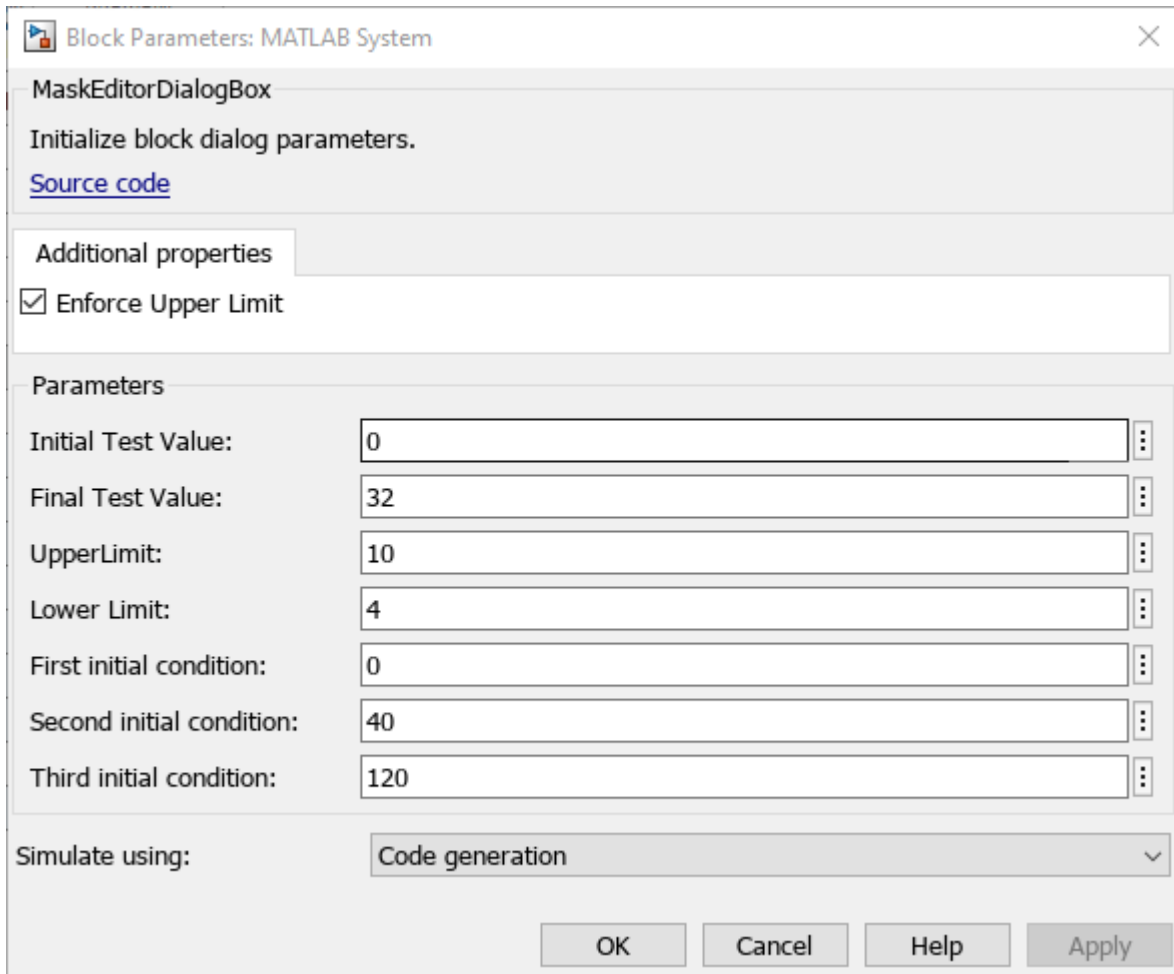 Block Parameters: MATLAB System
MaskEditorDialogBox
Initialize block dialog parameters.
Source code
Additional properties
Enforce Upper Limit
Parameters
Initial Test Value: 0
Final Test Value: 32
UpperLimit: 10
Lower Limit: 4
First initial condition: 0
Second initial condition: 40
Third initial condition: 120
Simulate using: Code generation
OK Cancel Help Apply